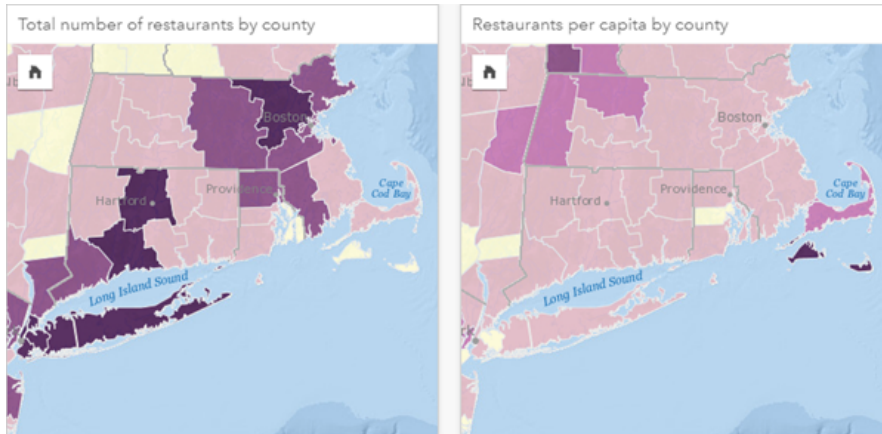 Total number of restaurants by county
Boston
Hartford
Providence
Cape
Cod Bay
Long Island Sound
Restaurants per capita by county
Boston
Hartford
Providence
Cape
Cod Bay
Long Island Sound